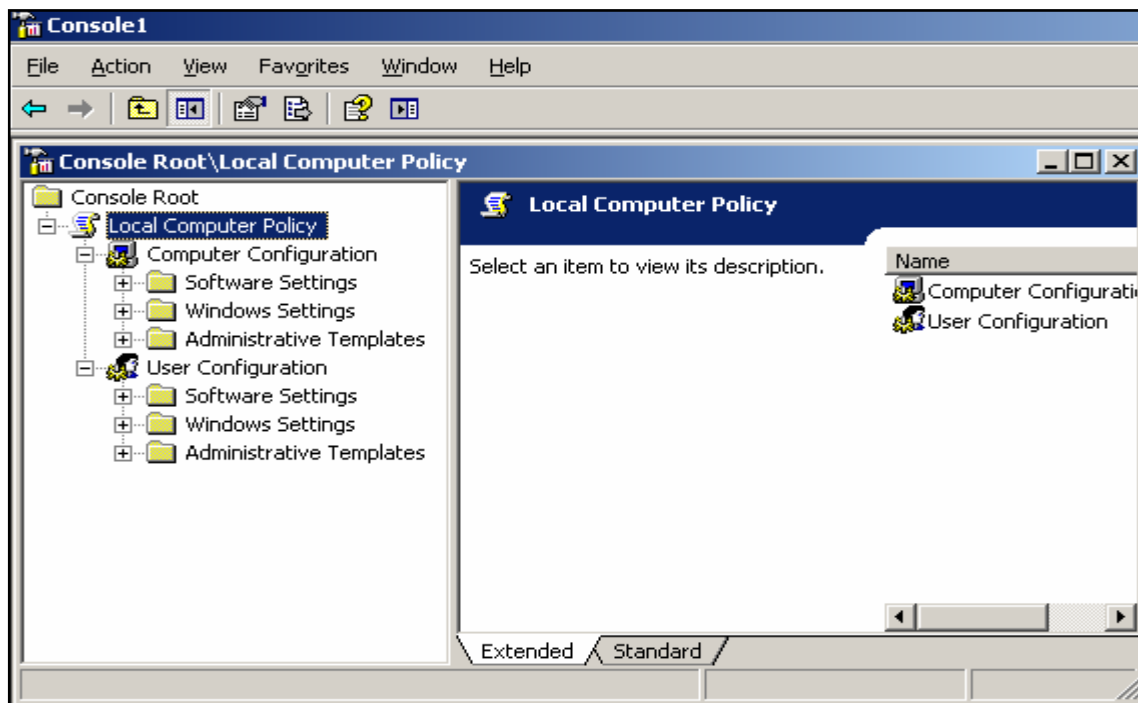 Console1
File Action View Favorites Window Help
Console Root\Local Computer Policy
Console Root
Local Computer Policy
Computer Configuration
Software Settings
Windows Settings
Administrative Templates
User Configuration
Software Settings
Windows Settings
Administrative Templates
Local Computer Policy
Select an item to view its description.
Name
Computer Configurati
User Configuration
Extended Standard